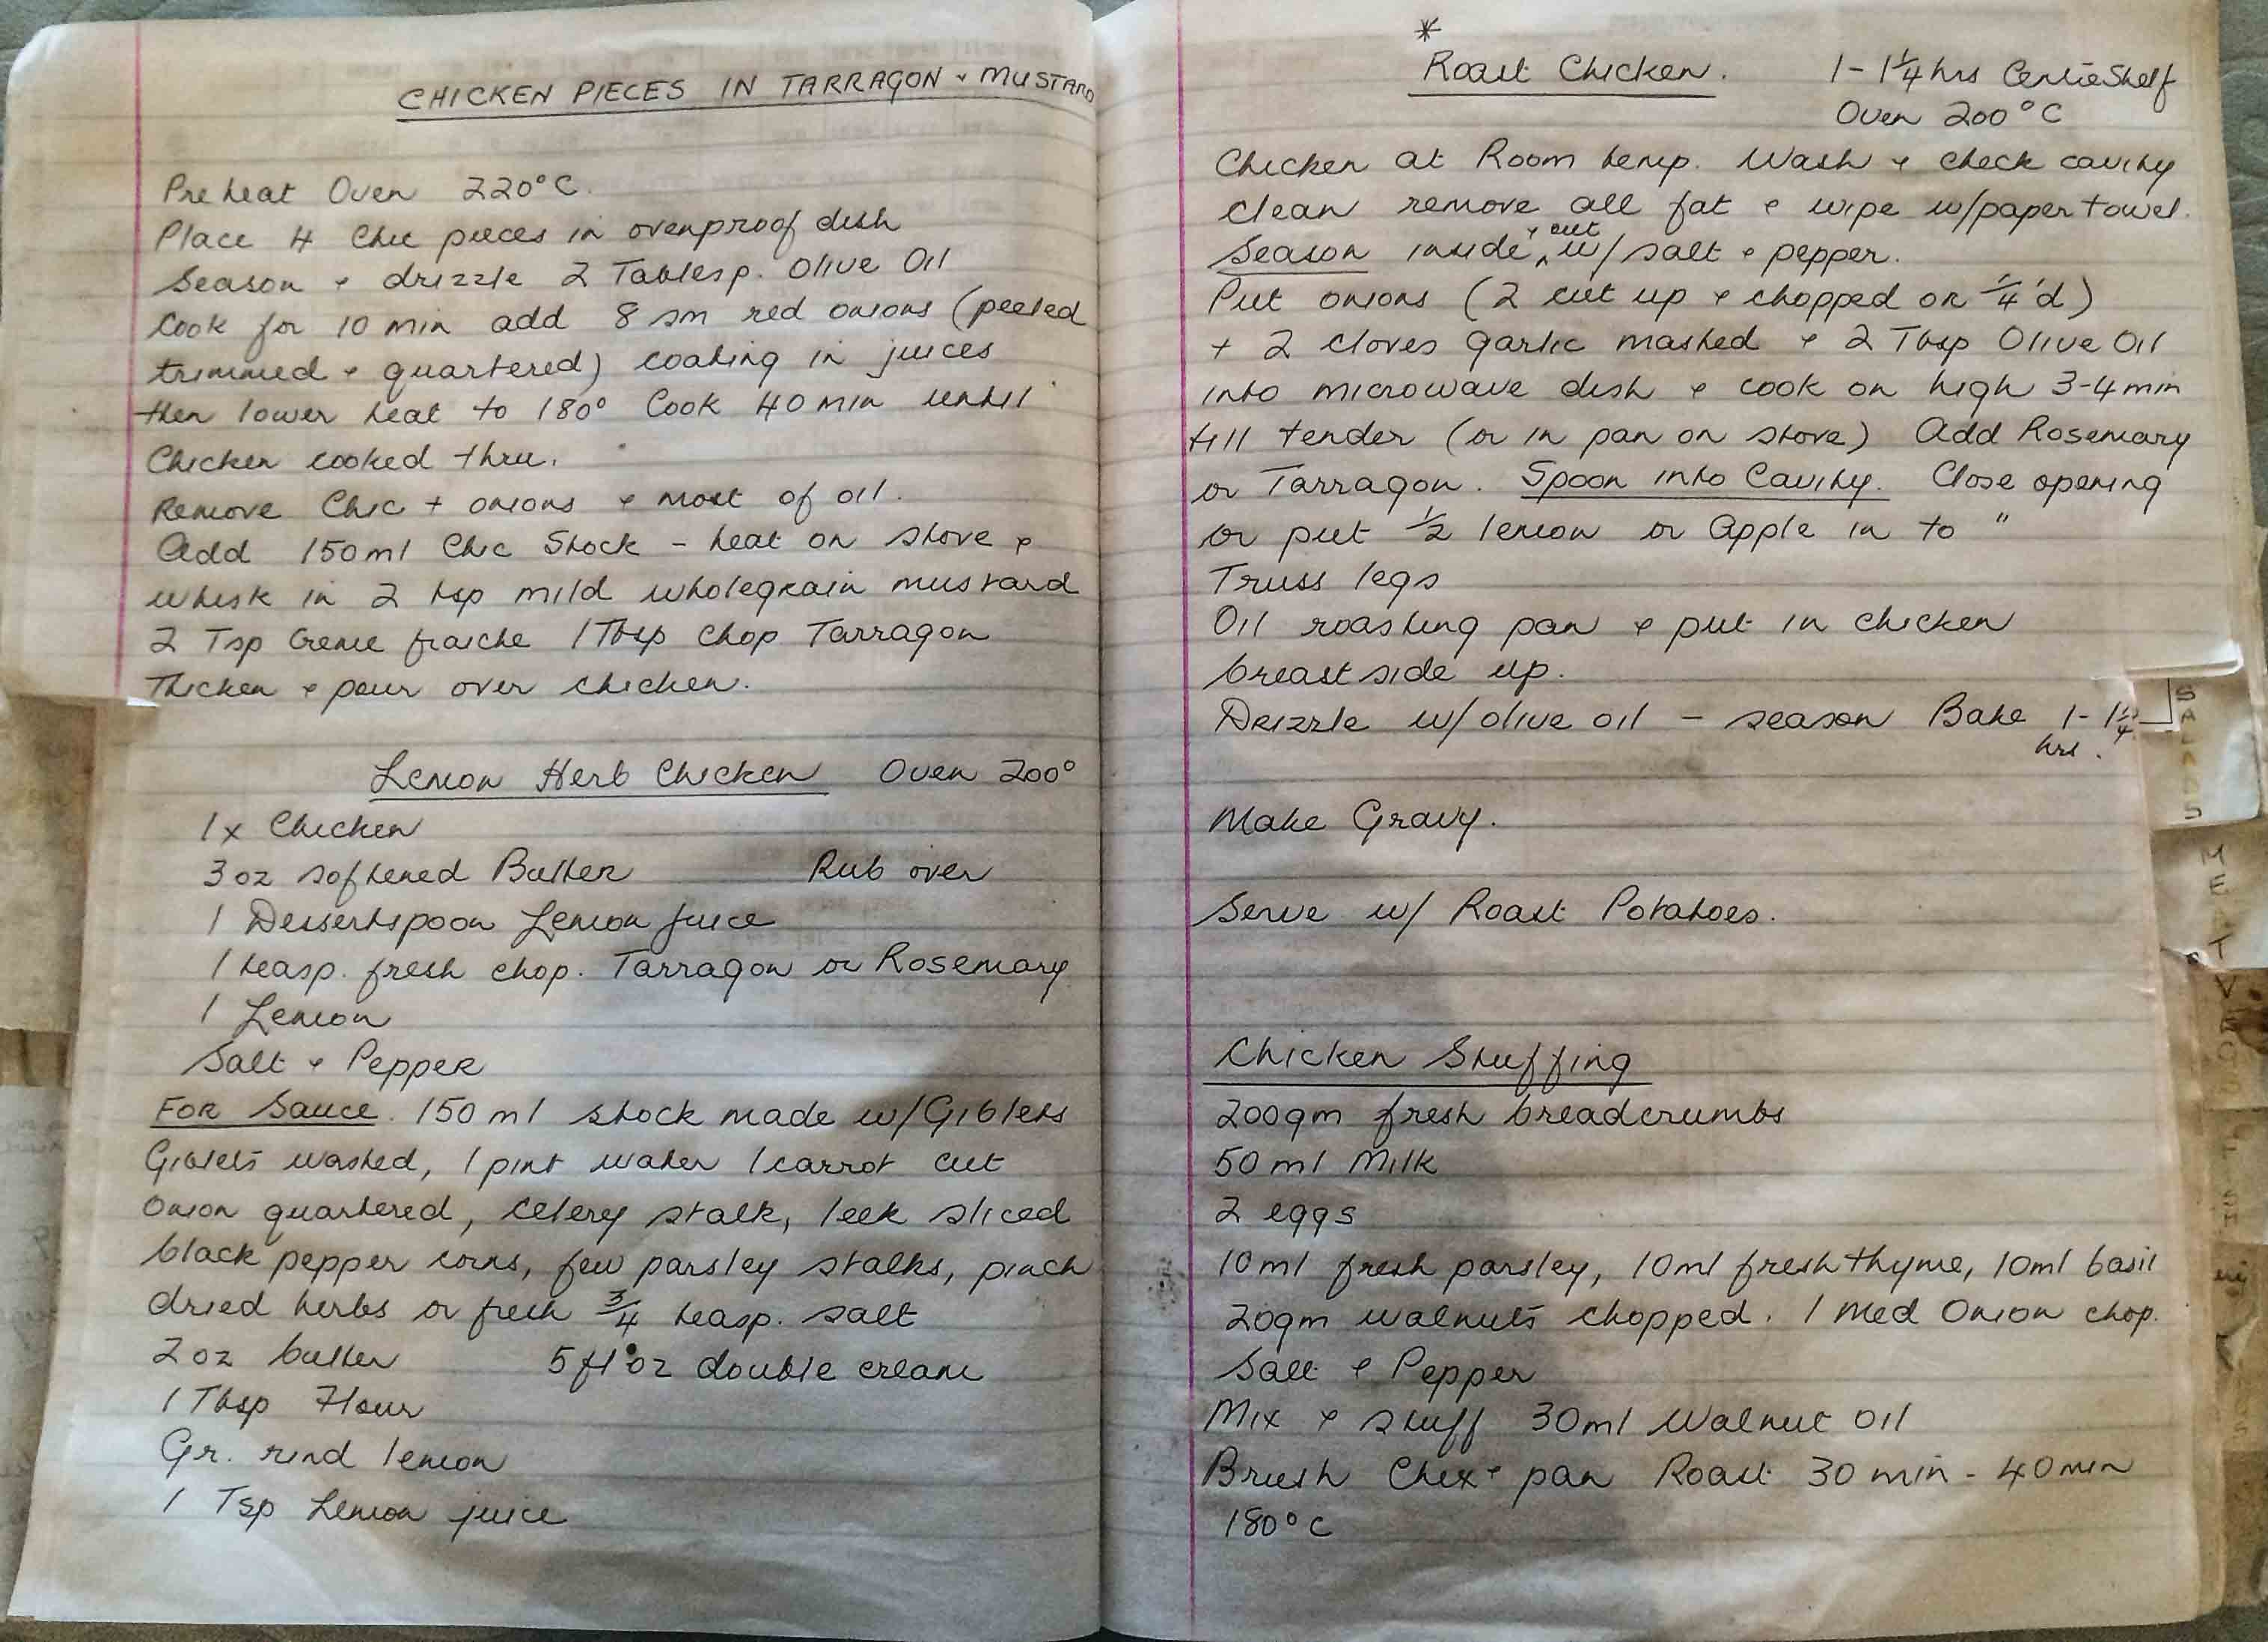 CHICKEN PIECES IN TARRAGON & MUSTARD
Preheat Oven 220°C.
Place 4 Chic pieces in ovenproof dish
Season & drizzle 2 Tablesp. Olive Oil
Cook for 10 min add 8 sm red onions (peeled
trimmed & quartered) coating in juices
then lower heat to 180° Cook 40 min until
Chicken cooked thru.
Remove Chic + onions & most of oil.
Add 150ml Chic Stock - heat on stove &
whisk in 2 tsp mild wholegrain mustard
2 Tsp Creme fraiche 1 Tbsp chop Tarragon
Thicken & pour over chicken.
Lemon Herb Chicken Oven 200°
1x Chicken
3 oz softened Butter Rub over
1 Dessertspoon Lemon juice
1 teasp. fresh chop. Tarragon or Rosemary
1 Lemon
Salt & Pepper
For Sauce. 150 ml stock made w/Giblets
Giblets washed, 1 pint water 1 carrot cut
Onion quartered, celery stalk, leek sliced
black pepper corns, few parsley stalks, pinch
dried herbs or fresh 3/4 teasp. salt
2 oz butter 5 fl oz double cream
1 Tbsp Flour
Gr. rind lemon
1 Tsp Lemon juice
*
Roast Chicken. 1-1 1/4 hrs Centre Shelf
Oven 200°C
Chicken at Room temp. Wash & check cavity
clean remove all fat & wipe w/paper towel.
Season inside & out w/ salt & pepper.
Put onions (2 cut up & chopped or 1/4'd)
+ 2 cloves garlic mashed & 2 Tbsp Olive Oil
into microwave dish & cook on high 3-4 min
till tender (or in pan on stove) Add Rosemary
or Tarragon. Spoon into Cavity. Close opening
or put 1/2 lemon or Apple in to "
Truss legs
Oil roasting pan & put in chicken
breast side up.
Drizzle w/olive oil - season Bake 1-1 1/4
hrs.
Make Gravy.
Serve w/ Roast Potatoes.
Chicken Stuffing
200gm fresh breadcrumbs
50 ml Milk
2 eggs
10ml fresh parsley, 10ml fresh thyme, 10ml basil
20gm walnuts chopped. 1 med Onion chop.
Salt & Pepper
Mix & stuff 30ml Walnut Oil
Brush Chex & pan Roast 30 min - 40 min
180°C
SALADS
MEAT